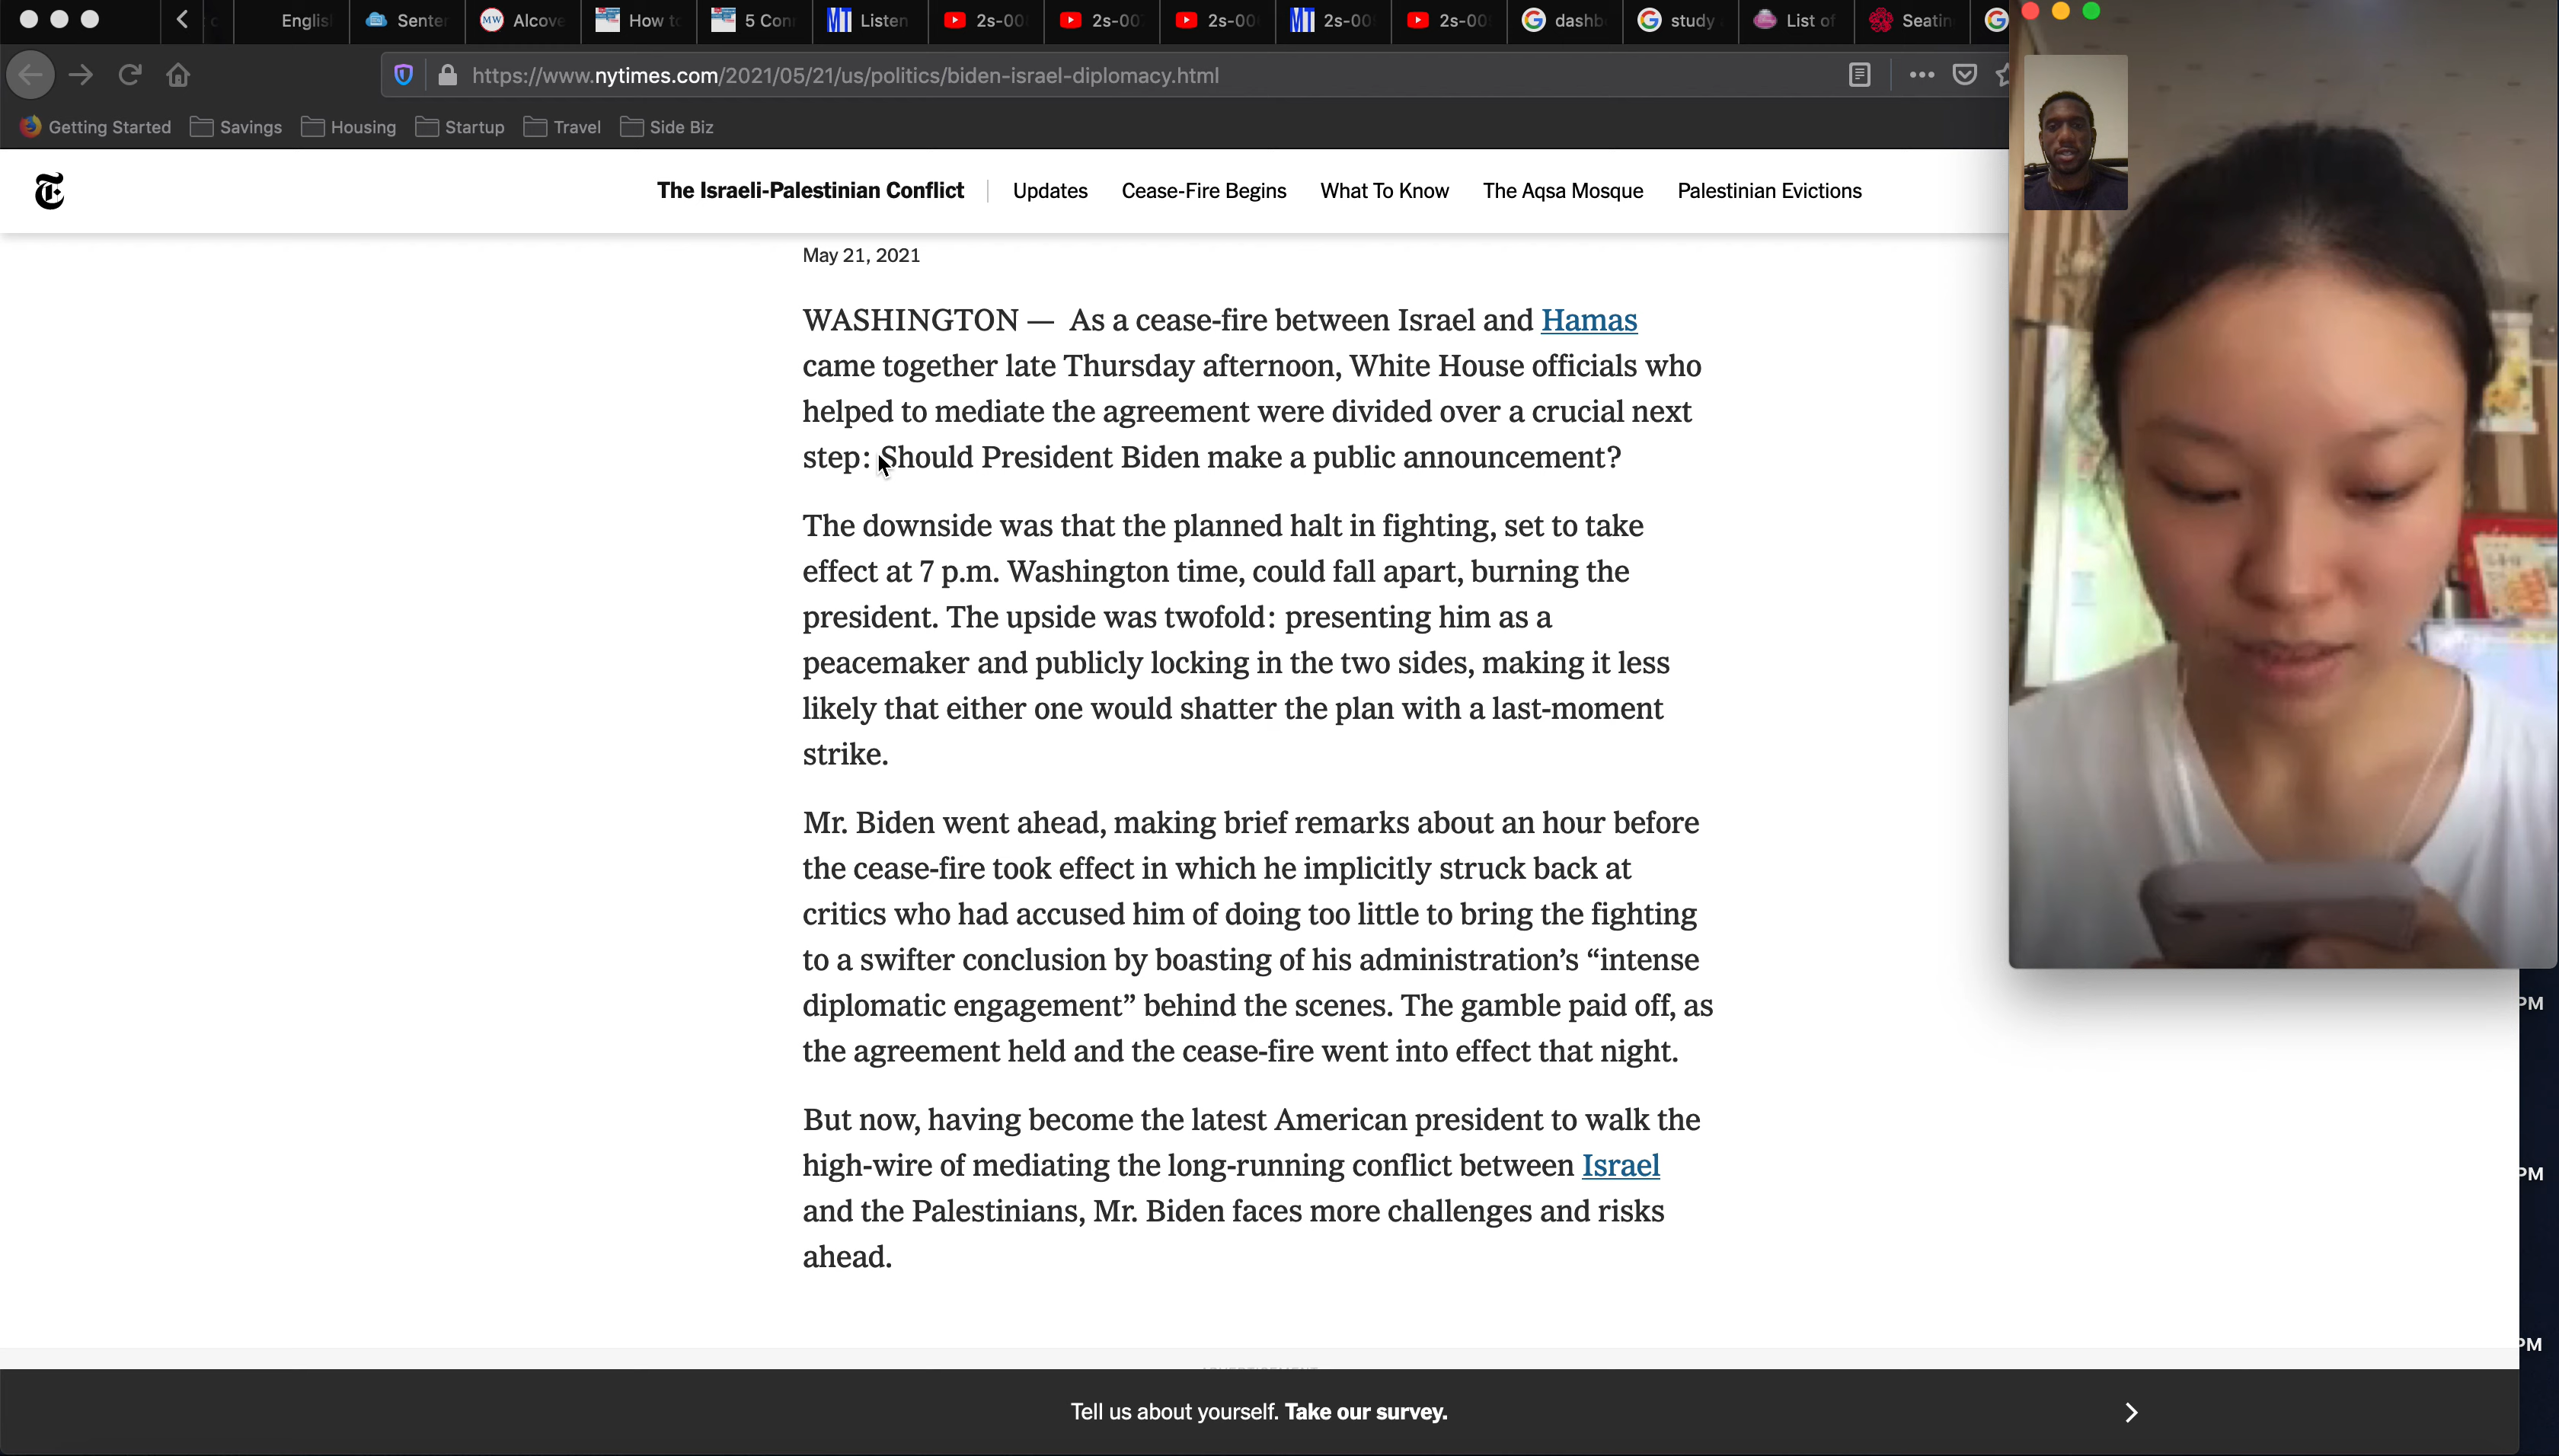 Englis
Senter
MW
Alcove
How to
5 Con
MT
Listen
2s-00
2s-00
2s-00
MT
2s-00
2s-00
dashb
study
List of
Seatin
https://www.nytimes.com/2021/05/21/us/politics/biden-israel-diplomacy.html
Getting Started
Savings
Housing
Startup
Travel
Side Biz
The Israeli-Palestinian Conflict
Updates
Cease-Fire Begins
What To Know
The Aqsa Mosque
Palestinian Evictions
May 21, 2021
WASHINGTON — As a cease-fire between Israel and Hamas
came together late Thursday afternoon, White House officials who
helped to mediate the agreement were divided over a crucial next
step: Should President Biden make a public announcement?
The downside was that the planned halt in fighting, set to take
effect at 7 p.m. Washington time, could fall apart, burning the
president. The upside was twofold: presenting him as a
peacemaker and publicly locking in the two sides, making it less
likely that either one would shatter the plan with a last-moment
strike.
Mr. Biden went ahead, making brief remarks about an hour before
the cease-fire took effect in which he implicitly struck back at
critics who had accused him of doing too little to bring the fighting
to a swifter conclusion by boasting of his administration’s “intense
diplomatic engagement” behind the scenes. The gamble paid off, as
the agreement held and the cease-fire went into effect that night.
But now, having become the latest American president to walk the
high-wire of mediating the long-running conflict between Israel
and the Palestinians, Mr. Biden faces more challenges and risks
ahead.
PM
PM
PM
Tell us about yourself. Take our survey.